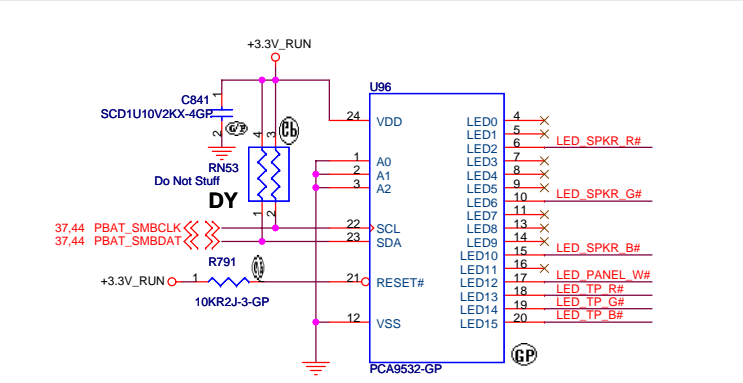 +3.3V_RUN
U96
C841
SCD1U10V2KX-4GP
1
2
G/P
4
3
RN53
Do Not Stuff
DY
1
2
24 VDD
1 A0
2 A1
3 A2
37,44 PBAT_SMBCLK 22 SCL
37,44 PBAT_SMBDAT 23 SDA
R791
+3.3V_RUN 1 21 RESET#
10KR2J-3-GP
12 VSS
LED0 4
LED1 5
LED2 6 LED_SPKR_R#
LED3 7
LED4 8
LED5 9
LED6 10 LED_SPKR_G#
LED7 11
LED8 13
LED9 14
LED10 15 LED_SPKR_B#
LED11 16
LED12 17 LED_PANEL_W#
LED13 18 LED_TP_R#
LED14 19 LED_TP_G#
LED15 20 LED_TP_B#
GP
PCA9532-GP